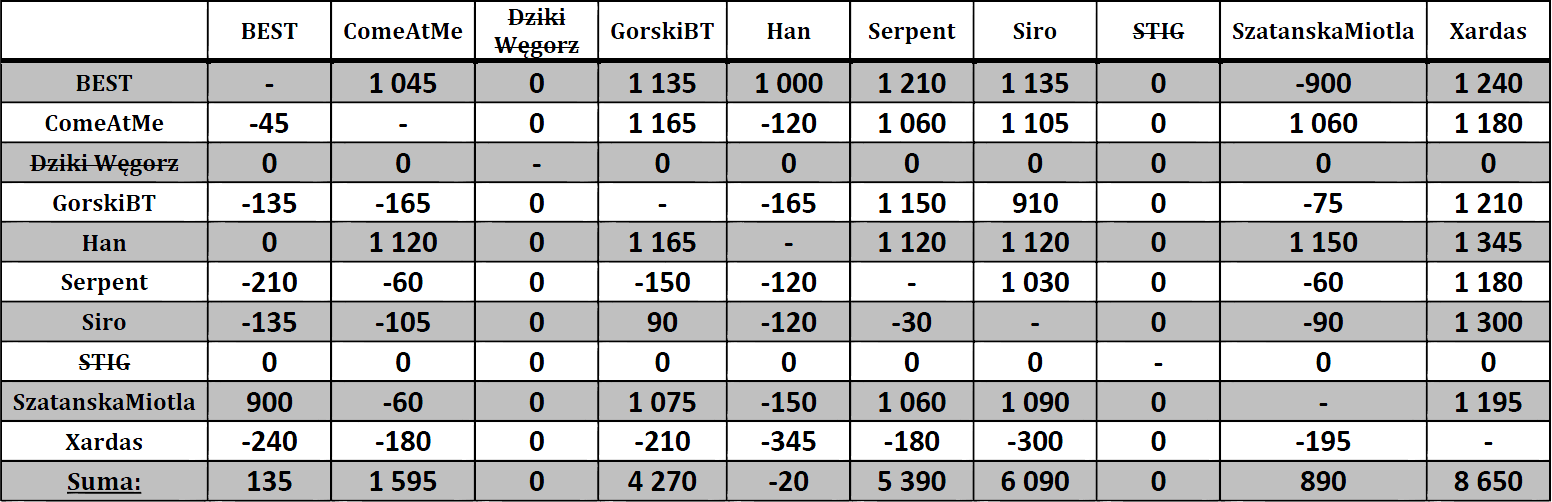 BEST ComeAtMe Dziki Węgorz GorskiBT Han Serpent Siro STIG SzatanskaMiotla Xardas
BEST - 1 045 0 1 135 1 000 1 210 1 135 0 -900 1 240
ComeAtMe -45 - 0 1 165 -120 1 060 1 105 0 1 060 1 180
Dziki Węgorz 0 0 - 0 0 0 0 0 0 0
GorskiBT -135 -165 0 - -165 1 150 910 0 -75 1 210
Han 0 1 120 0 1 165 - 1 120 1 120 0 1 150 1 345
Serpent -210 -60 0 -150 -120 - 1 030 0 -60 1 180
Siro -135 -105 0 90 -120 -30 - 0 -90 1 300
STIG 0 0 0 0 0 0 0 - 0 0
SzatanskaMiotla 900 -60 0 1 075 -150 1 060 1 090 0 - 1 195
Xardas -240 -180 0 -210 -345 -180 -300 0 -195 -
Suma: 135 1 595 0 4 270 -20 5 390 6 090 0 890 8 650